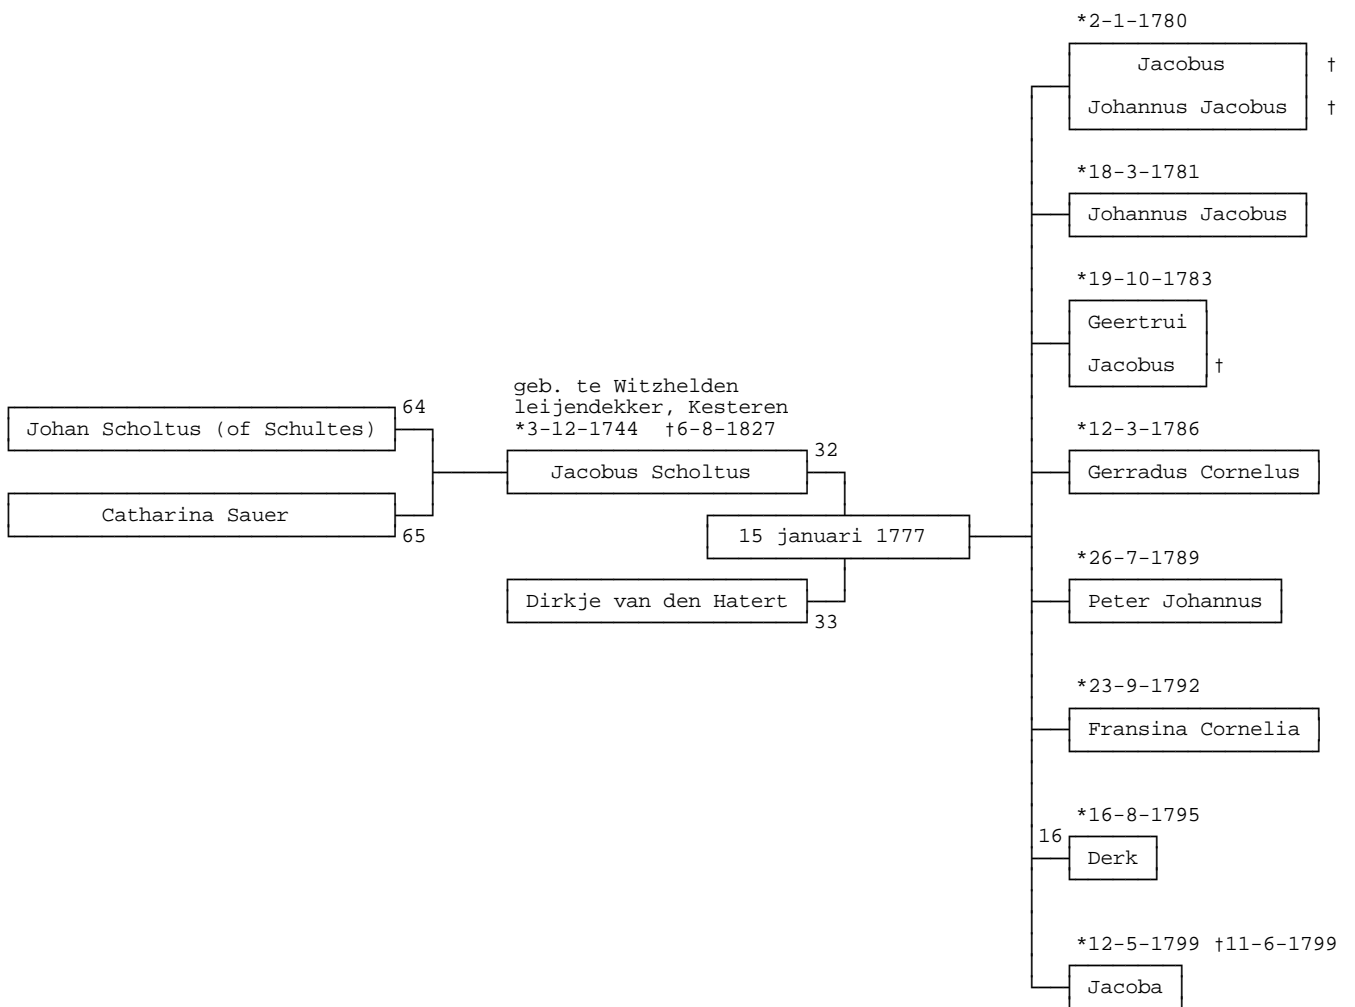 *2-1-1780
Jacobus †
Johannus Jacobus †
*18-3-1781
Johannus Jacobus
*19-10-1783
Geertrui
Jacobus †
geb. te Witzhelden
leijendekker, Kesteren
*3-12-1744 †6-8-1827
64
Johan Scholtus (of Schultes)
32
Jacobus Scholtus
Catharina Sauer
65
15 januari 1777
Dirkje van den Hatert
33
*12-3-1786
Gerradus Cornelus
*26-7-1789
Peter Johannus
*23-9-1792
Fransina Cornelia
*16-8-1795
16
Derk
*12-5-1799 †11-6-1799
Jacoba